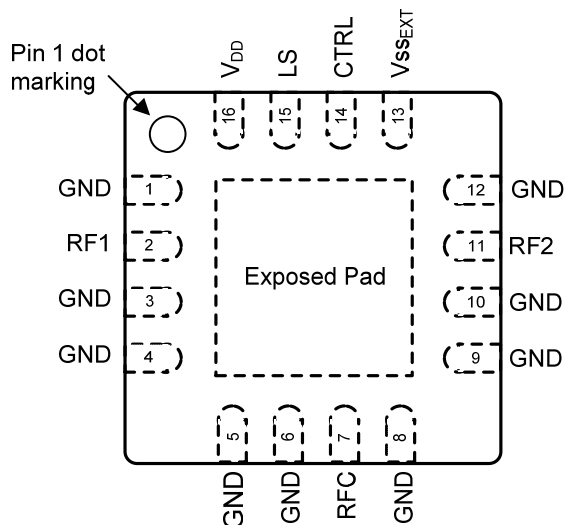 Pin 1 dot
marking
VDD
LS
CTRL
VssEXT
16
15
14
13
GND
1
12
GND
RF1
2
11
RF2
GND
3
10
GND
GND
4
9
GND
Exposed Pad
5
6
7
8
GND
GND
RFC
GND